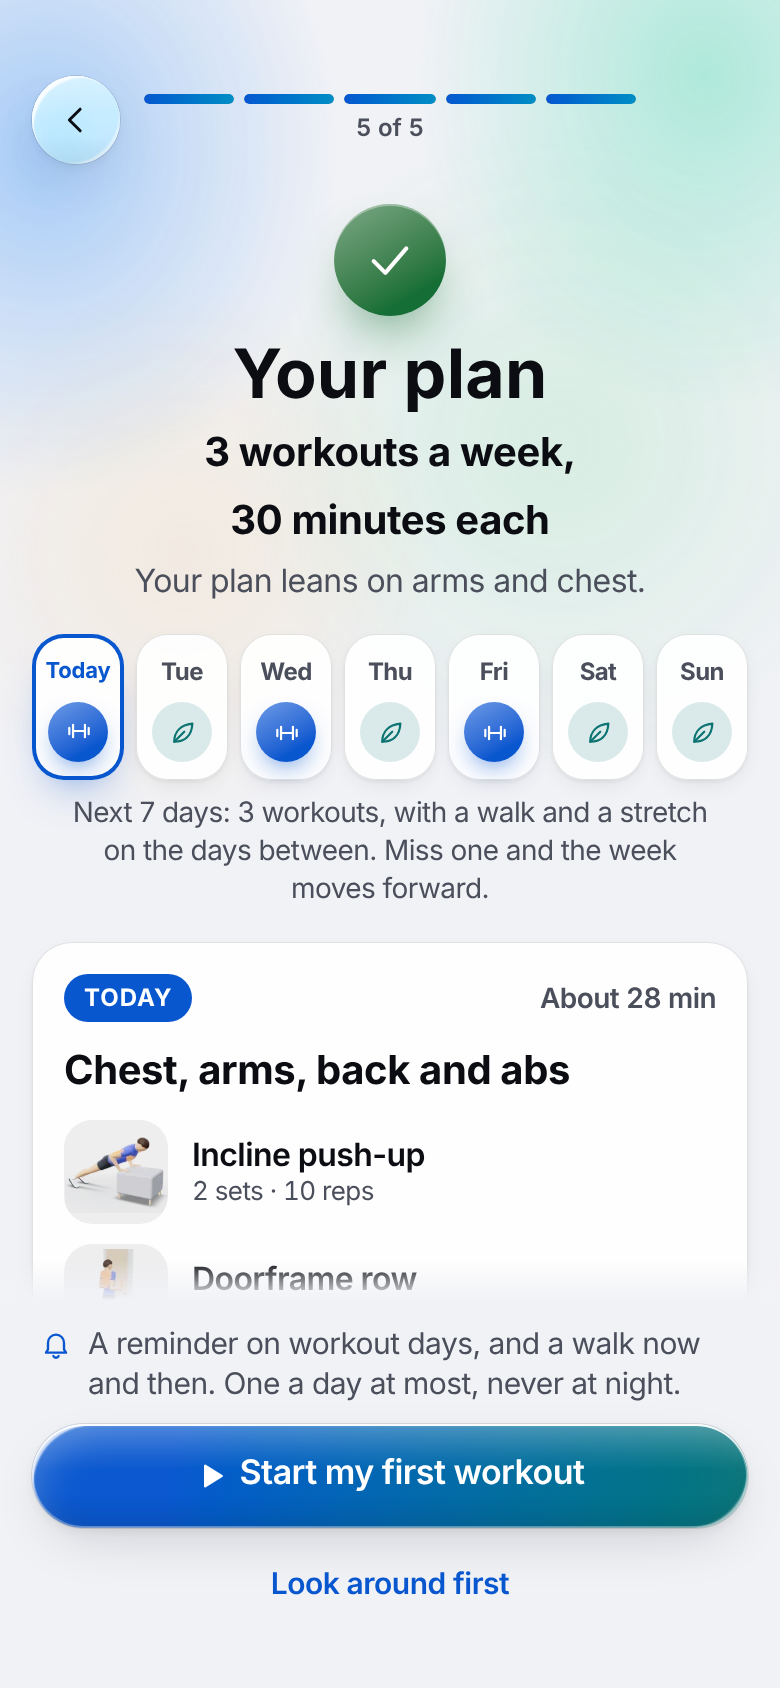 5 of 5
Your plan
3 workouts a week,
30 minutes each
Your plan leans on arms and chest.
Today Tue Wed Thu Fri Sat Sun
Next 7 days: 3 workouts, with a walk and a stretch
on the days between. Miss one and the week
moves forward.
TODAY About 28 min
Chest, arms, back and abs
Incline push-up
2 sets · 10 reps
Doorframe row
A reminder on workout days, and a walk now
and then. One a day at most, never at night.
Start my first workout
Look around first